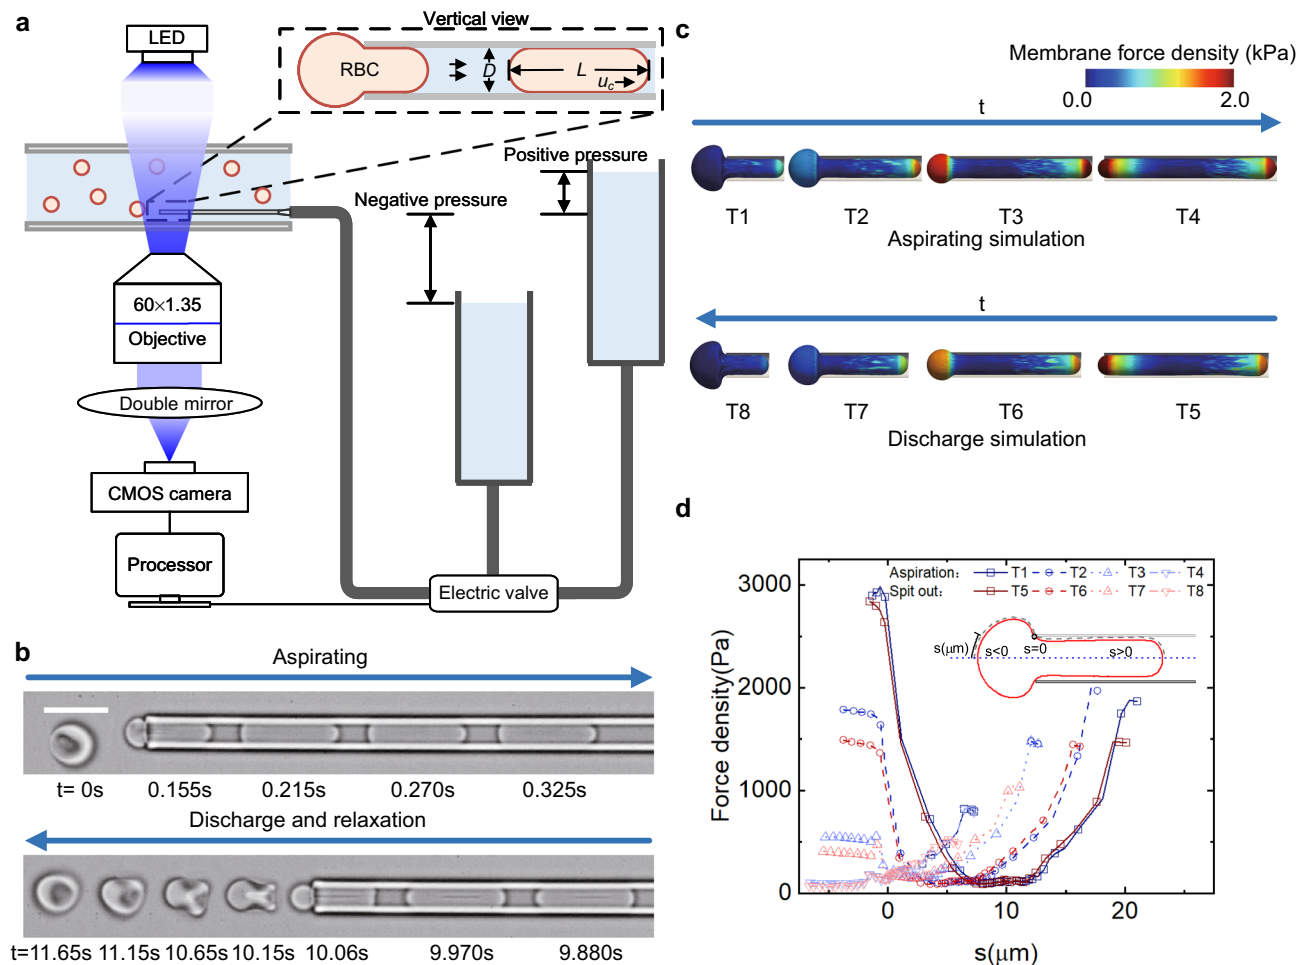 a
LED
Vertical view
RBC
D
L
u_c
Positive pressure
Negative pressure
60×1.35
Objective
Double mirror
CMOS camera
Processor
Electric valve
b
Aspirating
t= 0s 0.155s 0.215s 0.270s 0.325s
Discharge and relaxation
t=11.65s 11.15s 10.65s 10.15s 10.06s 9.970s 9.880s
c
Membrane force density (kPa)
0.0 2.0
t
T1 T2 T3 T4
Aspirating simulation
t
T8 T7 T6 T5
Discharge simulation
d
Aspiration: T1 T2 T3 T4
Spit out: T5 T6 T7 T8
s(μm) s<0 s=0 s>0
Force density(Pa)
3000
2000
1000
0
0 10 20
s(μm)